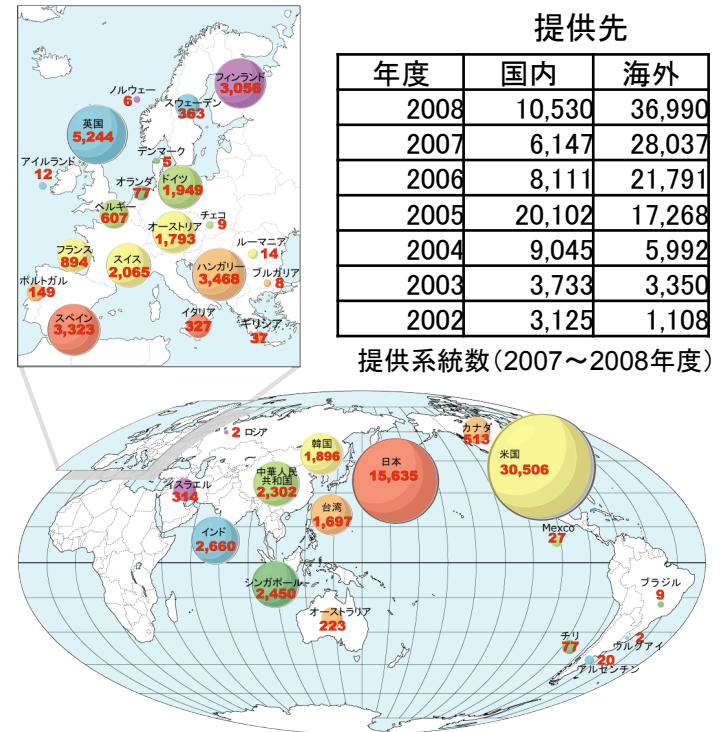 提供先
年度 国内 海外
2008 10,530 36,990
2007 6,147 28,037
2006 8,111 21,791
2005 20,102 17,268
2004 9,045 5,992
2003 3,733 3,350
2002 3,125 1,108
提供系統数(2007～2008年度)
フィンランド
3,056
ノルウェー
6
スウェーデン
363
英国
5,244
デンマーク
5
アイルランド
12
オランダ
77
ドイツ
1,949
ベルギー
607
オーストリア
1,793
チェコ
9
フランス
894
スイス
2,065
ルーマニア
14
ハンガリー
3,468
ブルガリア
8
ポルトガル
149
スペイン
3,323
イタリア
327
ギリシア
37
2 ロシア
韓国
1,896
日本
15,635
カナダ
513
米国
30,506
イスラエル
314
中華人民
共和国
2,302
台湾
1,697
インド
2,660
Mexco
27
シンガポール
2,450
オーストラリア
223
ブラジル
9
チリ
77
2
ウルグアイ
20
アルゼンチン